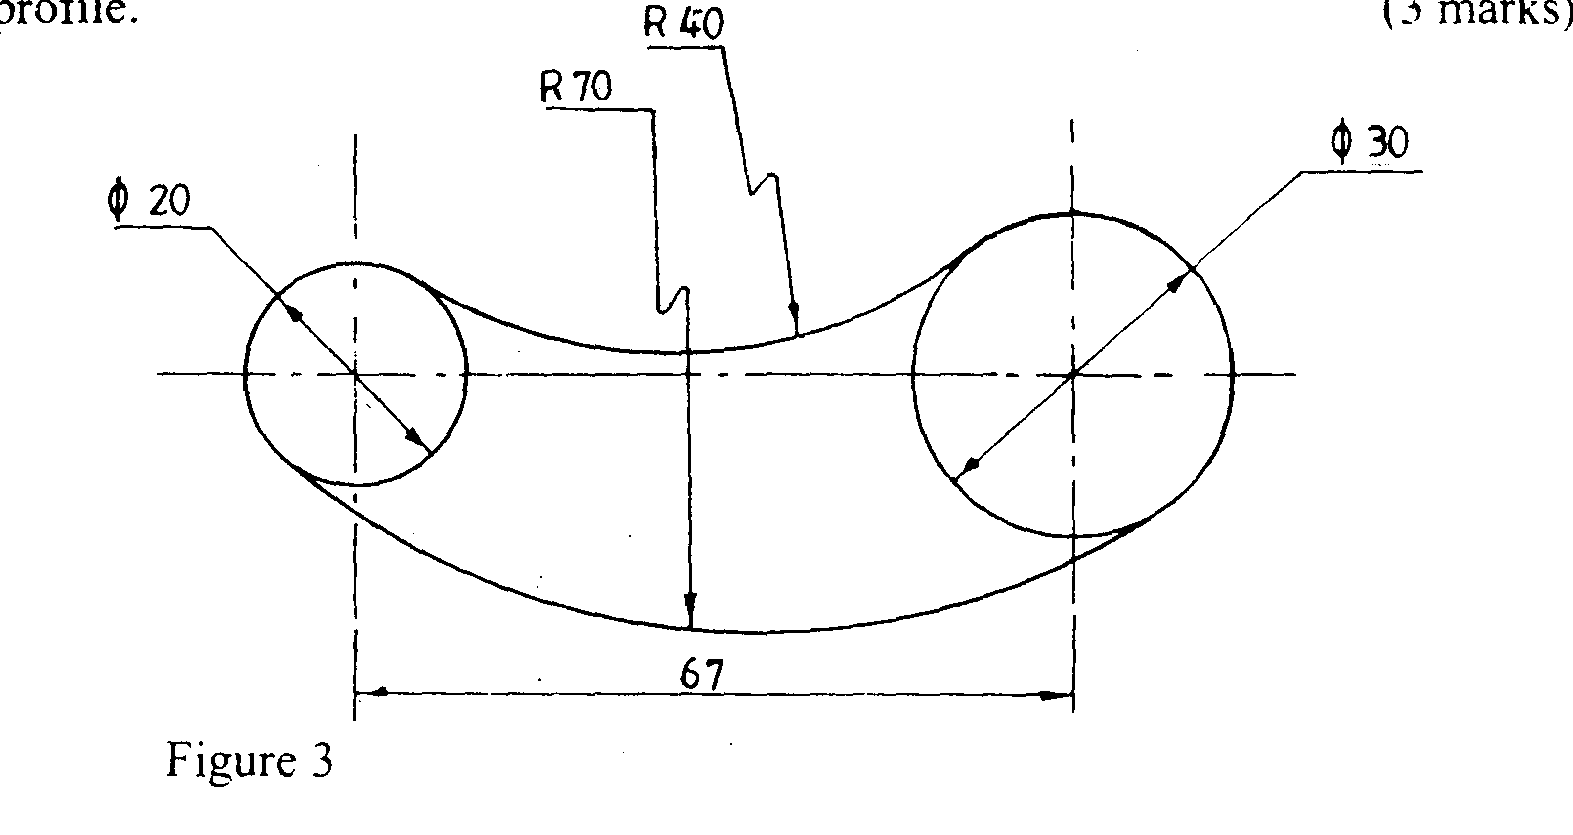 profile. (3 marks)
R 40
R 70
ϕ 30
ϕ 20
67
Figure 3